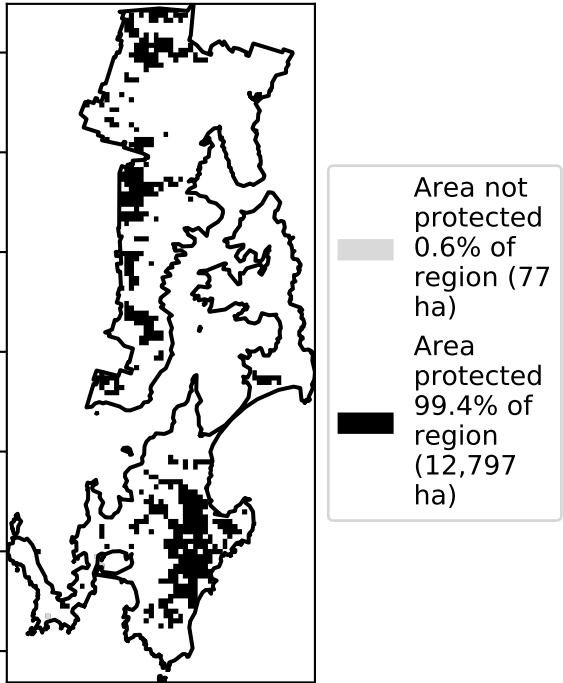 Area not
protected
0.6% of
region (77
ha)
Area
protected
99.4% of
region
(12,797
ha)